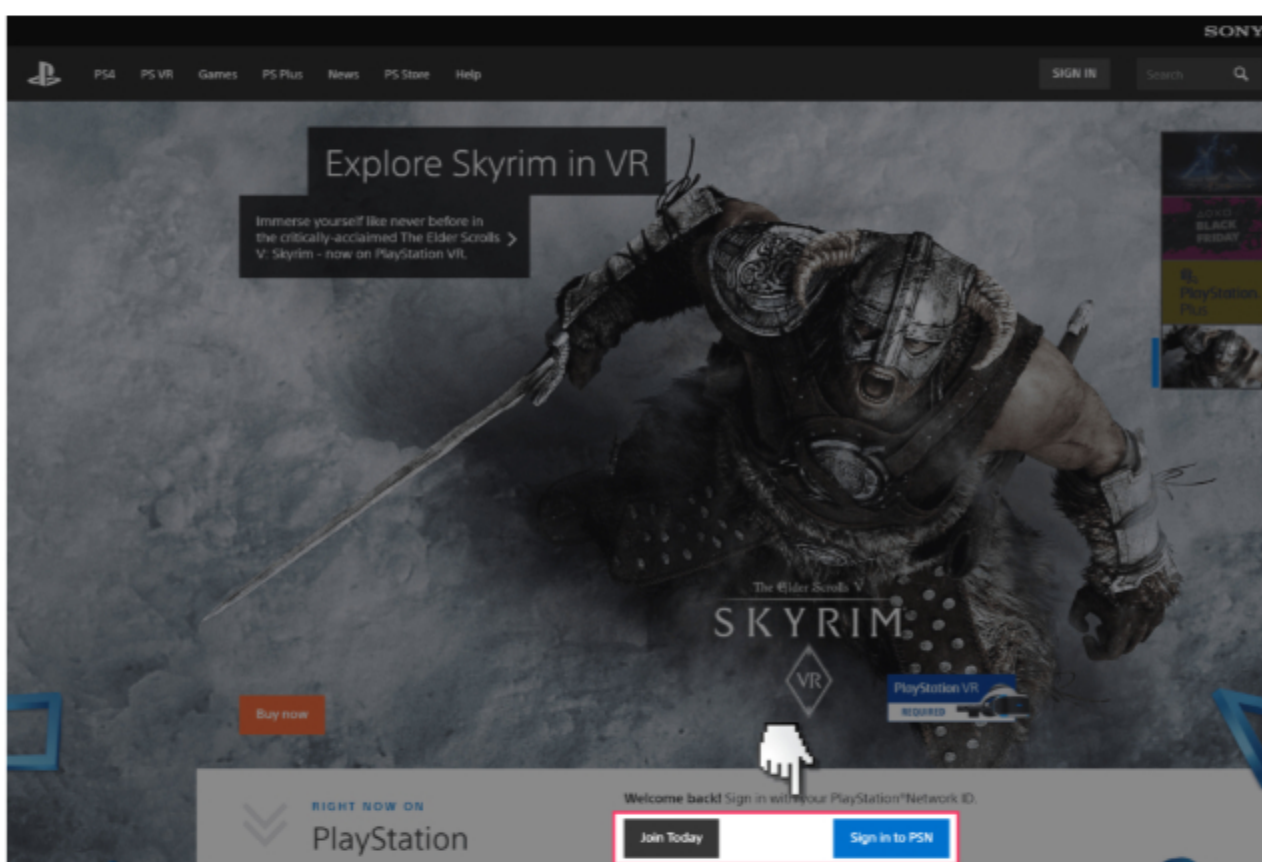 SONY
PS4 PS VR Games PS Plus News PS Store Help SIGN IN Search
Explore Skyrim in VR
Immerse yourself like never before in
the critically-acclaimed The Elder Scrolls
V: Skyrim - now on PlayStation VR.
BLACK
FRIDAY
PlayStation
Plus
The Elder Scrolls V
SKYRIM
VR
PlayStation VR
REQUIRED
Buy now
RIGHT NOW ON
PlayStation
Welcome back! Sign in with your PlayStation®Network ID.
Join Today Sign in to PSN